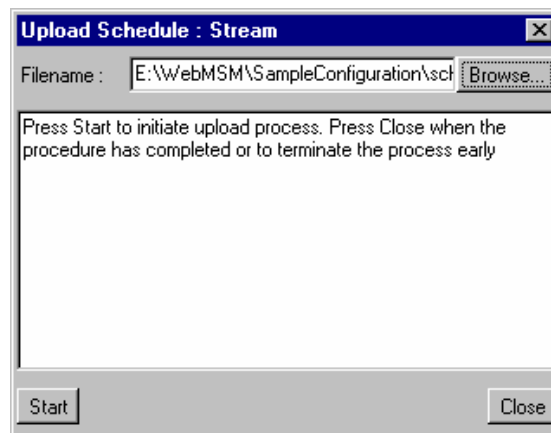 Upload Schedule : Stream
Filename : E:\WebMSM\SampleConfiguration\sch Browse...
Press Start to initiate upload process. Press Close when the
procedure has completed or to terminate the process early
Start Close